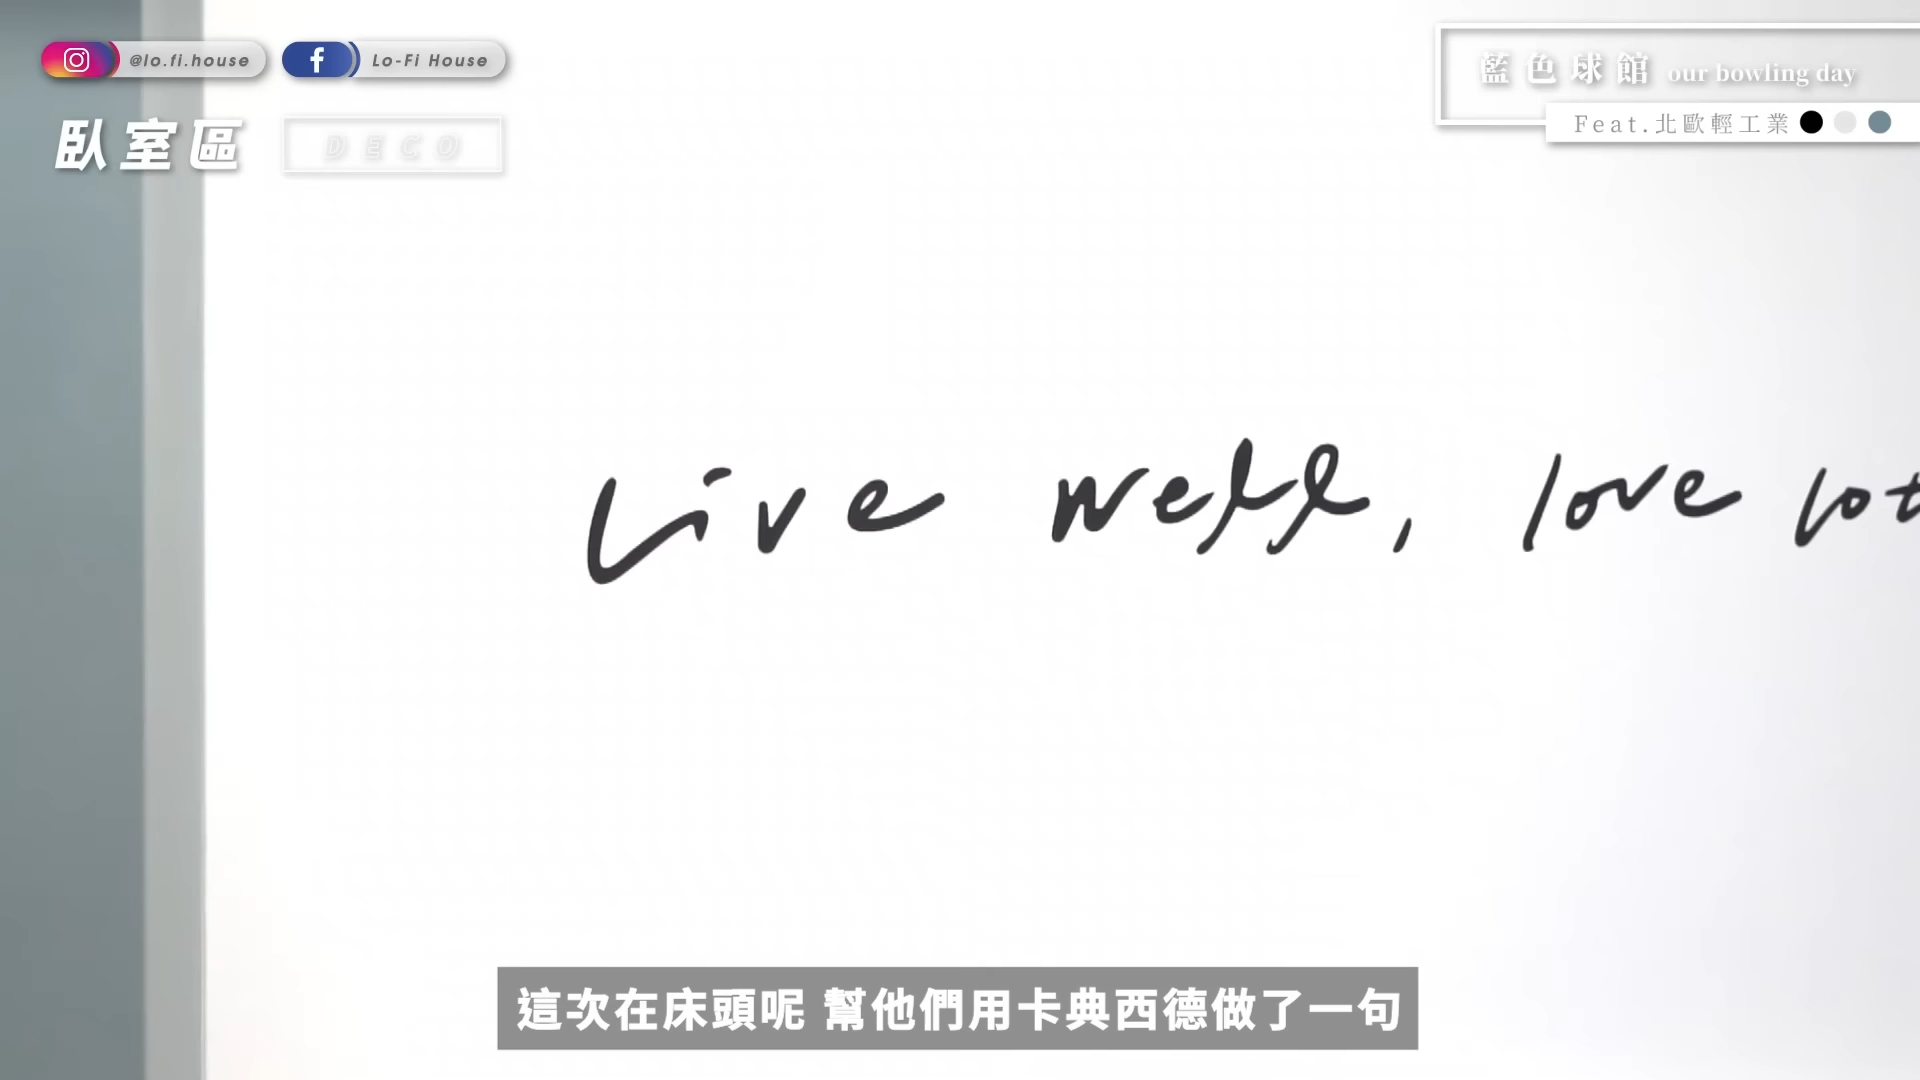 @lo.fi.house
Lo-Fi House
藍色球館 our bowling day
Feat.北歐輕工業
臥室區
DECO
Live well, love lot
這次在床頭呢 幫他們用卡典西德做了一句